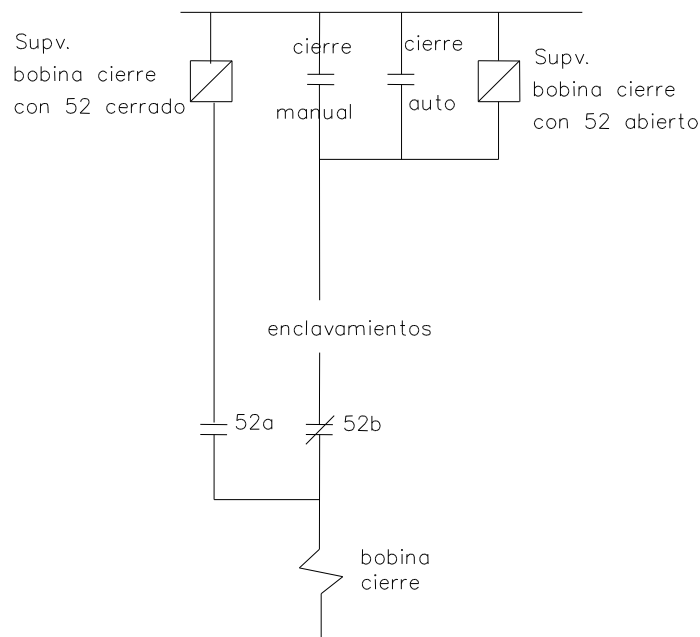 Supv.
bobina cierre
con 52 cerrado
cierre
manual
cierre
auto
Supv.
bobina cierre
con 52 abierto
enclavamientos
52a
52b
bobina
cierre